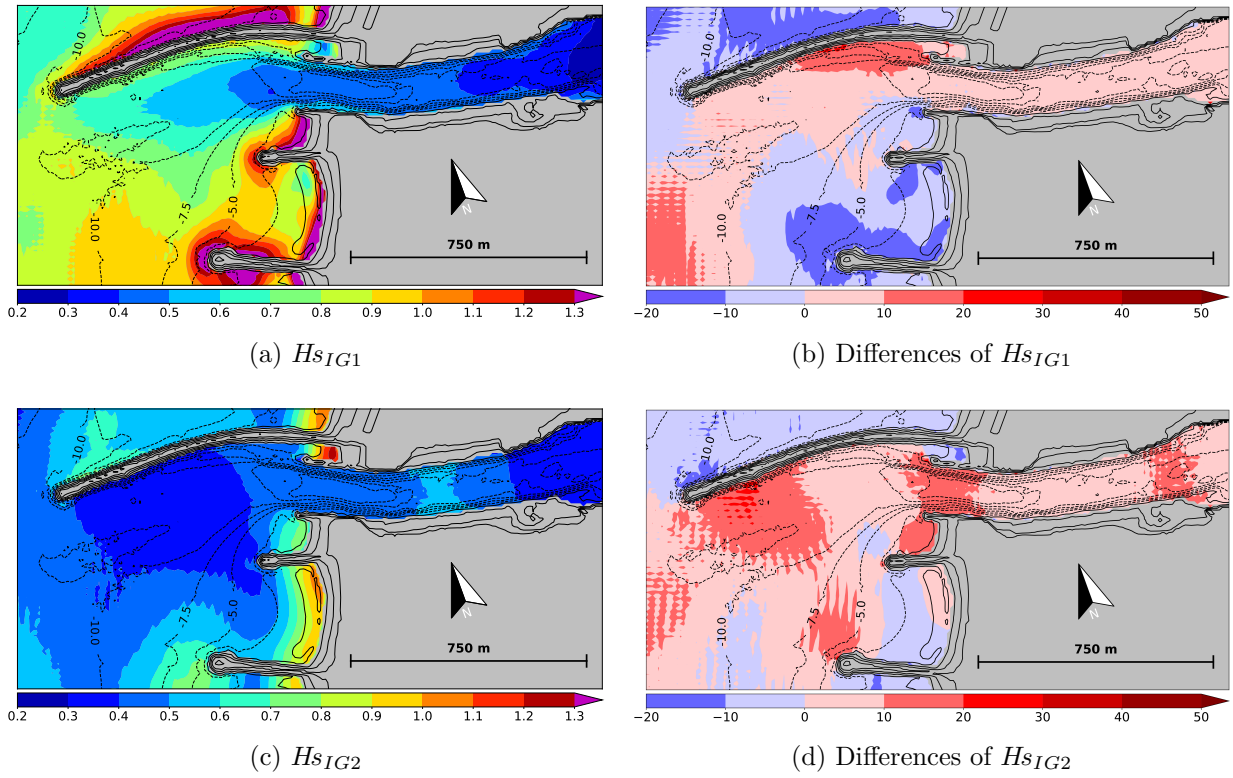 10.0
-7.5
-5.0
-10.0
N
750 m
0.2 0.3 0.4 0.5 0.6 0.7 0.8 0.9 1.0 1.1 1.2 1.3
(a) Hs_IG1
10.0
-7.5
-5.0
-10.0
N
750 m
−20 −10 0 10 20 30 40 50
(b) Differences of Hs_IG1
10.0
-7.5
-5.0
-10.0
N
750 m
0.2 0.3 0.4 0.5 0.6 0.7 0.8 0.9 1.0 1.1 1.2 1.3
(c) Hs_IG2
10.0
-7.5
-5.0
-10.0
N
750 m
−20 −10 0 10 20 30 40 50
(d) Differences of Hs_IG2